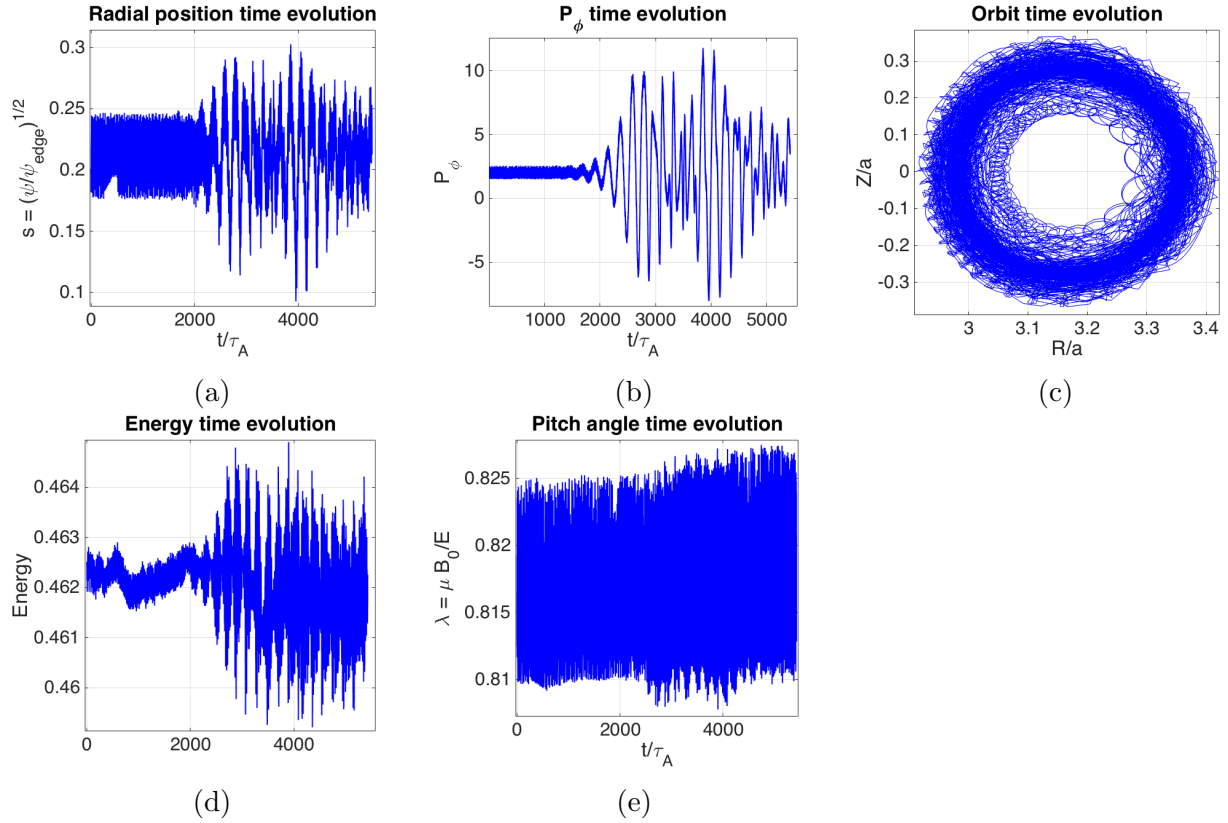 Radial position time evolution
s = (ψ/ψ_edge)^1/2
0.3
0.25
0.2
0.15
0.1
0
2000
4000
t/τ_A
(a)
P_ϕ time evolution
P_ϕ
10
5
0
-5
1000
2000
3000
4000
5000
t/τ_A
(b)
Orbit time evolution
Z/a
0.3
0.2
0.1
0
-0.1
-0.2
-0.3
3
3.1
3.2
3.3
3.4
R/a
(c)
Energy time evolution
Energy
0.464
0.463
0.462
0.461
0.46
0
2000
4000
(d)
Pitch angle time evolution
λ = μ B_0/E
0.825
0.82
0.815
0.81
0
2000
4000
t/τ_A
(e)